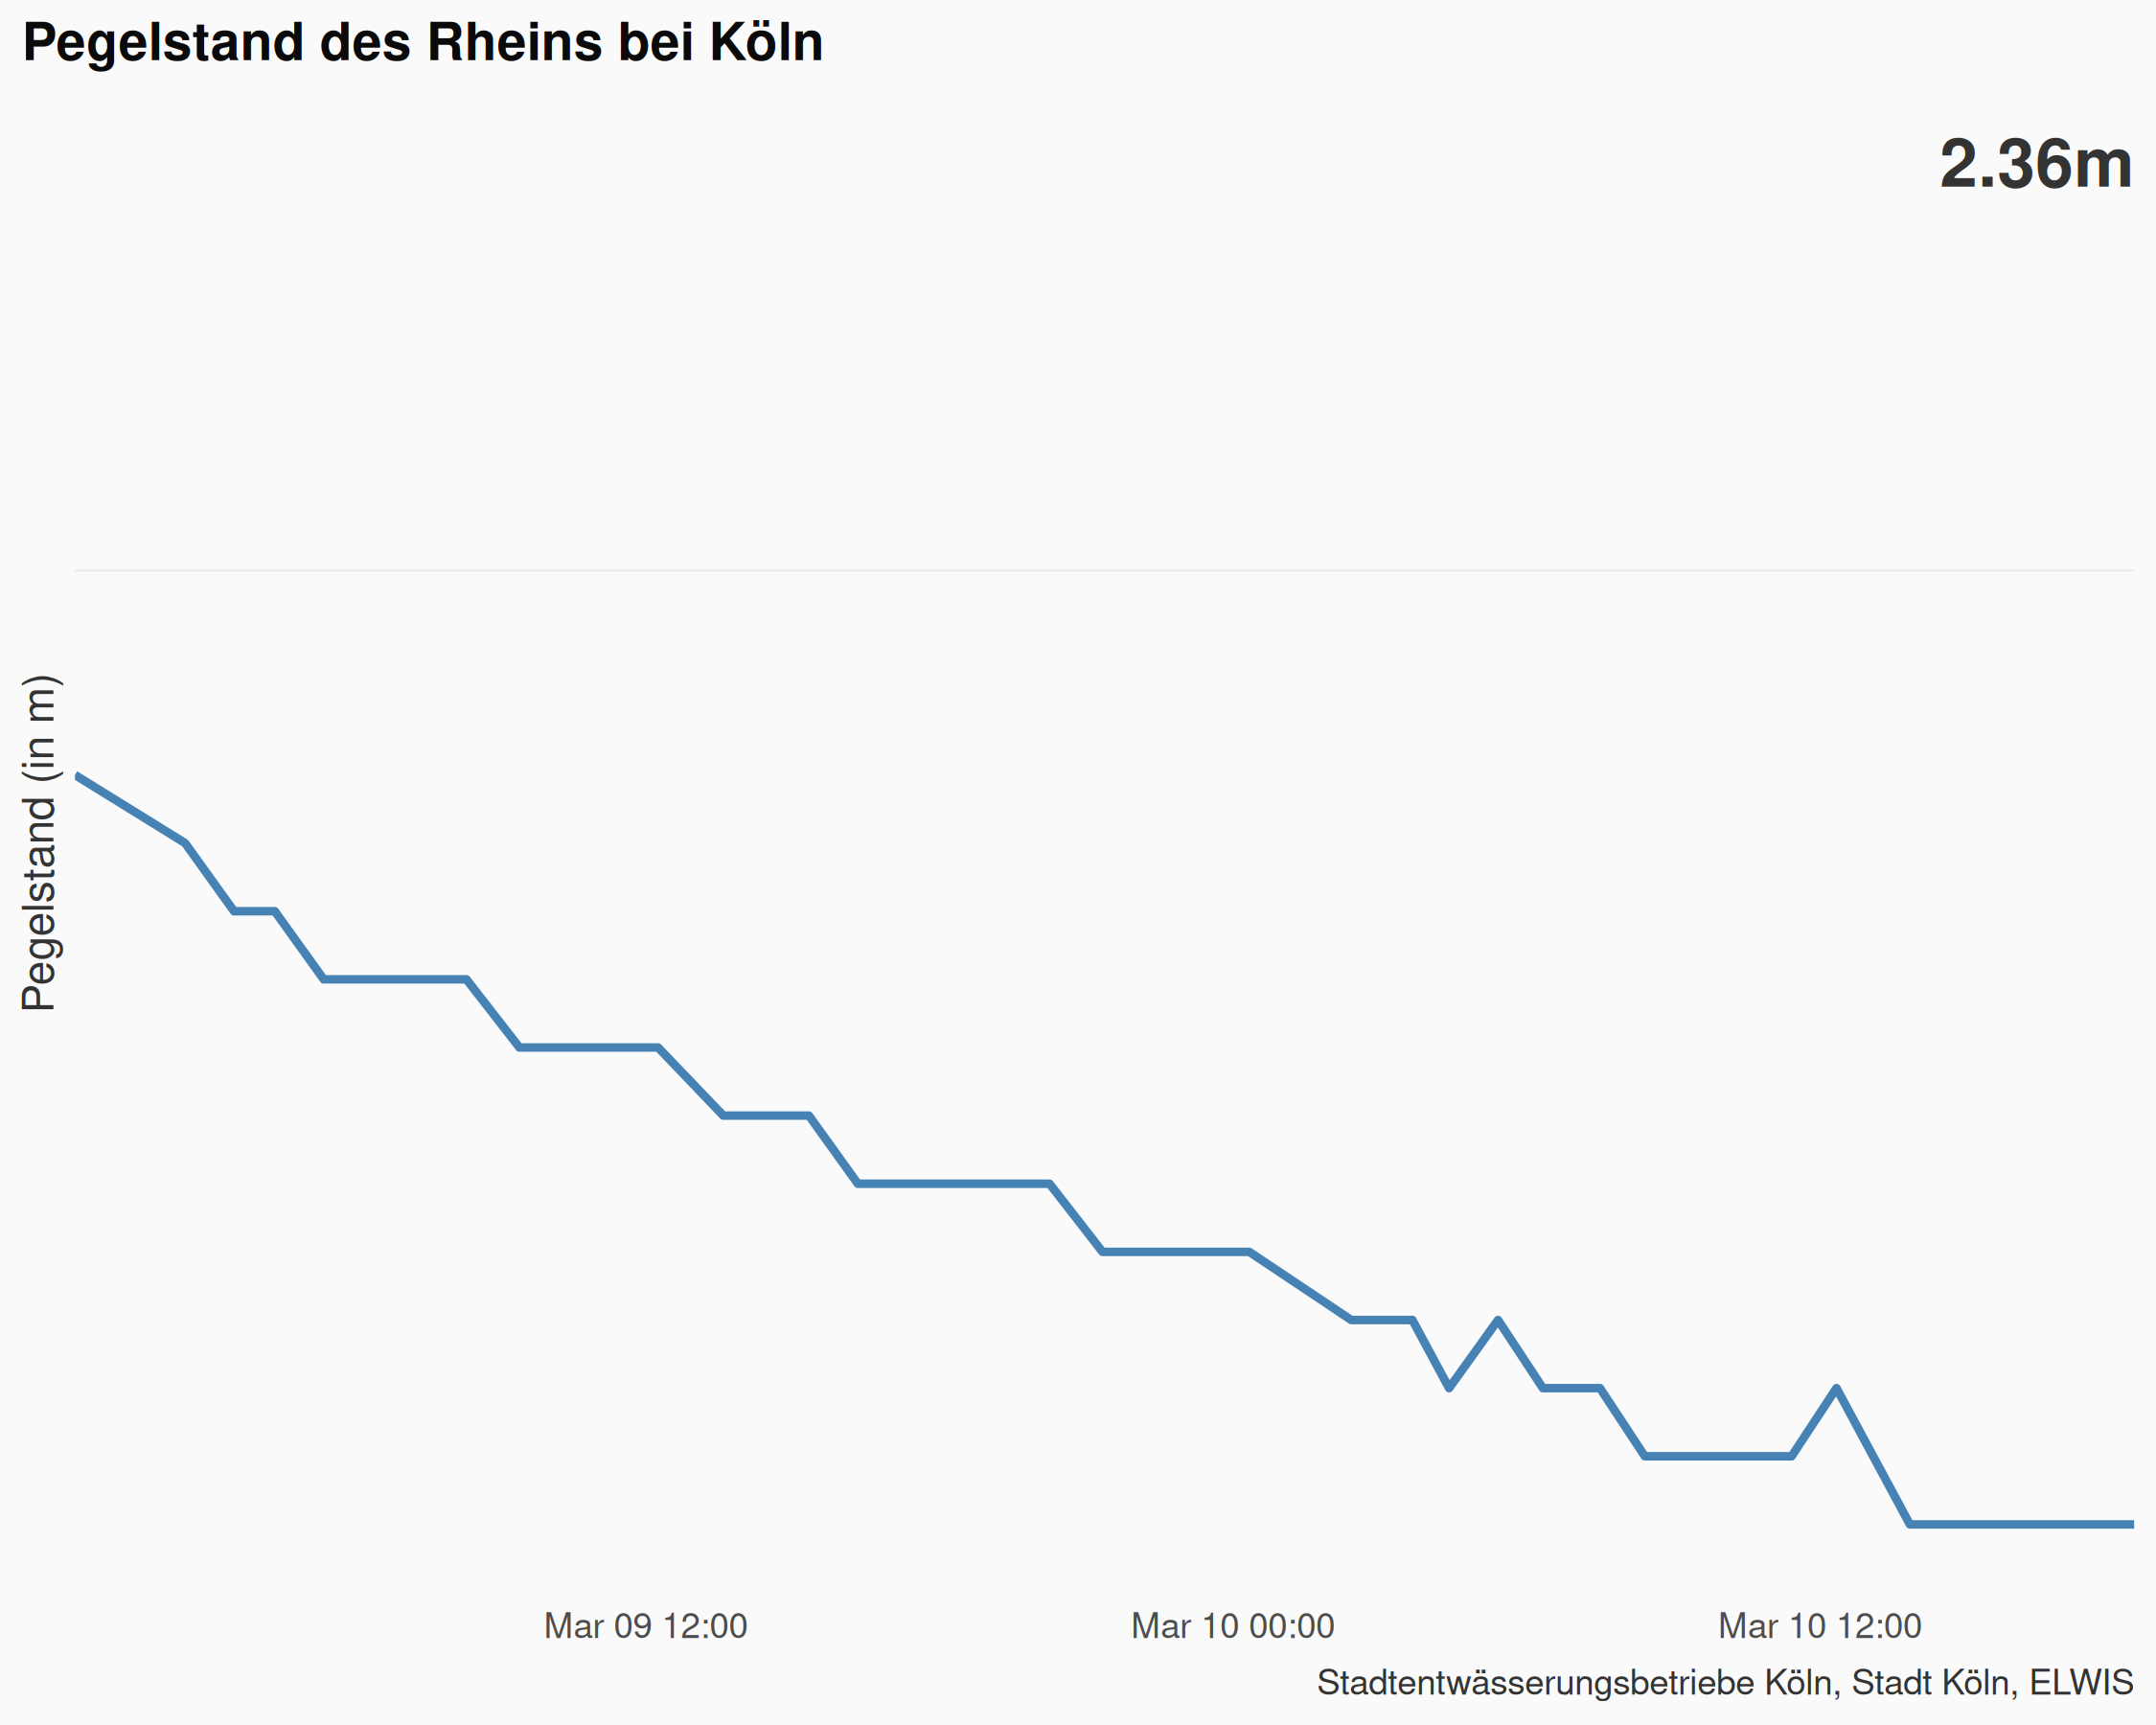 Pegelstand des Rheins bei Köln
2.36m
Pegelstand (in m)
Mar 09 12:00
Mar 10 00:00
Mar 10 12:00
Stadtentwässerungsbetriebe Köln, Stadt Köln, ELWIS